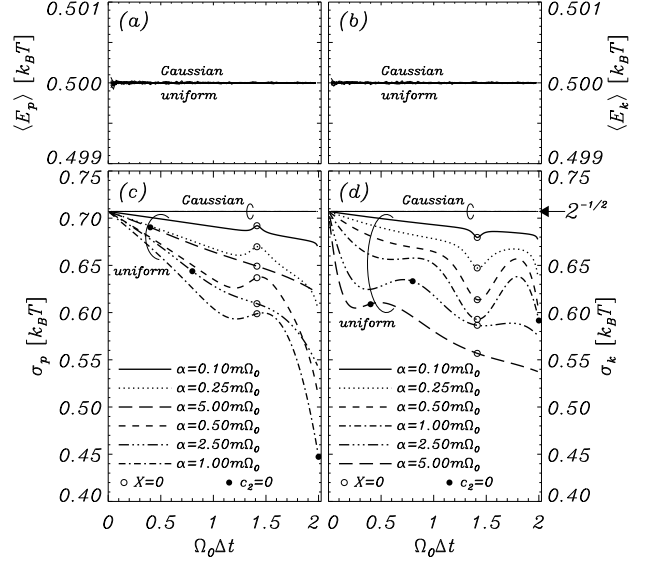 (a)
(b)
0.501
0.500
0.499
⟨E_p⟩ [k_BT]
Gaussian
uniform
Gaussian
uniform
0.501
0.500
0.499
⟨E_k⟩ [k_BT]
(c)
(d)
0.75
0.70
0.65
0.60
0.55
0.50
0.45
0.40
σ_p [k_BT]
Gaussian
uniform
α=0.10mΩ_0
α=0.25mΩ_0
α=5.00mΩ_0
α=0.50mΩ_0
α=2.50mΩ_0
α=1.00mΩ_0
X=0 c_2=0
Gaussian
uniform
α=0.10mΩ_0
α=0.25mΩ_0
α=0.50mΩ_0
α=1.00mΩ_0
α=2.50mΩ_0
α=5.00mΩ_0
X=0 c_2=0
0.75
2^{-1/2}
0.65
0.60
0.55
0.50
0.45
0.40
σ_k [k_BT]
0 0.5 1 1.5 2
0 0.5 1 1.5 2
Ω_0Δt
Ω_0Δt